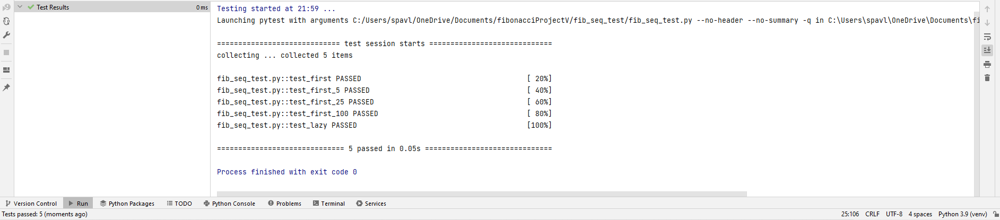 Test Results 0 ms
Testing started at 21:59 ...
Launching pytest with arguments C:/Users/spavl/OneDrive/Documents/fibonacciProjectV/fib_seq_test/fib_seq_test.py --no-header --no-summary -q in C:\Users\spavl\OneDrive\Documents\fi
============================= test session starts =============================
collecting ... collected 5 items
fib_seq_test.py::test_first PASSED [ 20%]
fib_seq_test.py::test_first_5 PASSED [ 40%]
fib_seq_test.py::test_first_25 PASSED [ 60%]
fib_seq_test.py::test_first_100 PASSED [ 80%]
fib_seq_test.py::test_lazy PASSED [100%]
============================== 5 passed in 0.05s ==============================
Process finished with exit code 0
Version Control Run Python Packages TODO Python Console Problems Terminal Services
Tests passed: 5 (moments ago) 25:106 CRLF UTF-8 4 spaces Python 3.9 (venv)